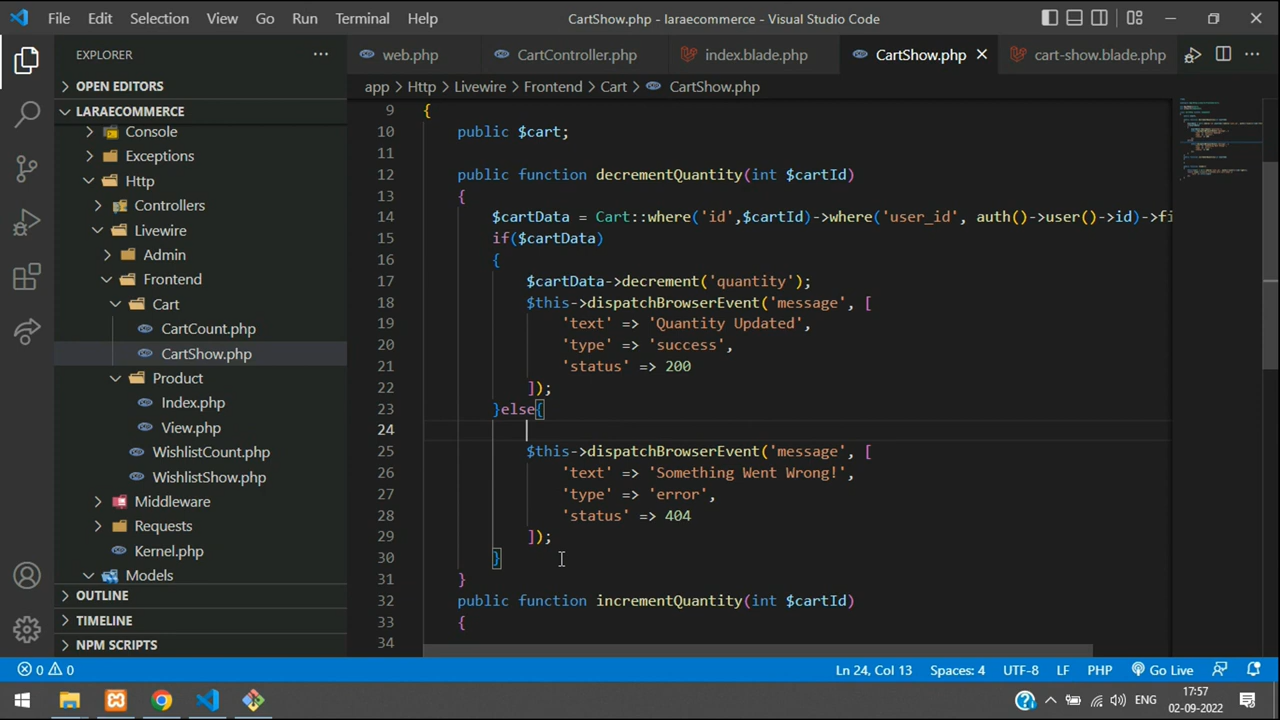 File Edit Selection View Go Run Terminal Help CartShow.php - laraecommerce - Visual Studio Code
EXPLORER
web.php CartController.php index.blade.php CartShow.php cart-show.blade.php
OPEN EDITORS
app > Http > Livewire > Frontend > Cart > CartShow.php
LARAECOMMERCE
Console
Exceptions
Http
Controllers
Livewire
Admin
Frontend
Cart
CartCount.php
CartShow.php
Product
Index.php
View.php
WishlistCount.php
WishlistShow.php
Middleware
Requests
Kernel.php
Models
OUTLINE
TIMELINE
NPM SCRIPTS
9 {
10 public $cart;
11
12 public function decrementQuantity(int $cartId)
13 {
14 $cartData = Cart::where('id',$cartId)->where('user_id', auth()->user()->id)->fi
15 if($cartData)
16 {
17 $cartData->decrement('quantity');
18 $this->dispatchBrowserEvent('message', [
19 'text' => 'Quantity Updated',
20 'type' => 'success',
21 'status' => 200
22 ]);
23 }else{
24
25 $this->dispatchBrowserEvent('message', [
26 'text' => 'Something Went Wrong!',
27 'type' => 'error',
28 'status' => 404
29 ]);
30 }
31 }
32 public function incrementQuantity(int $cartId)
33 {
34
0 0 Ln 24, Col 13 Spaces: 4 UTF-8 LF PHP Go Live
ENG 17:57
02-09-2022